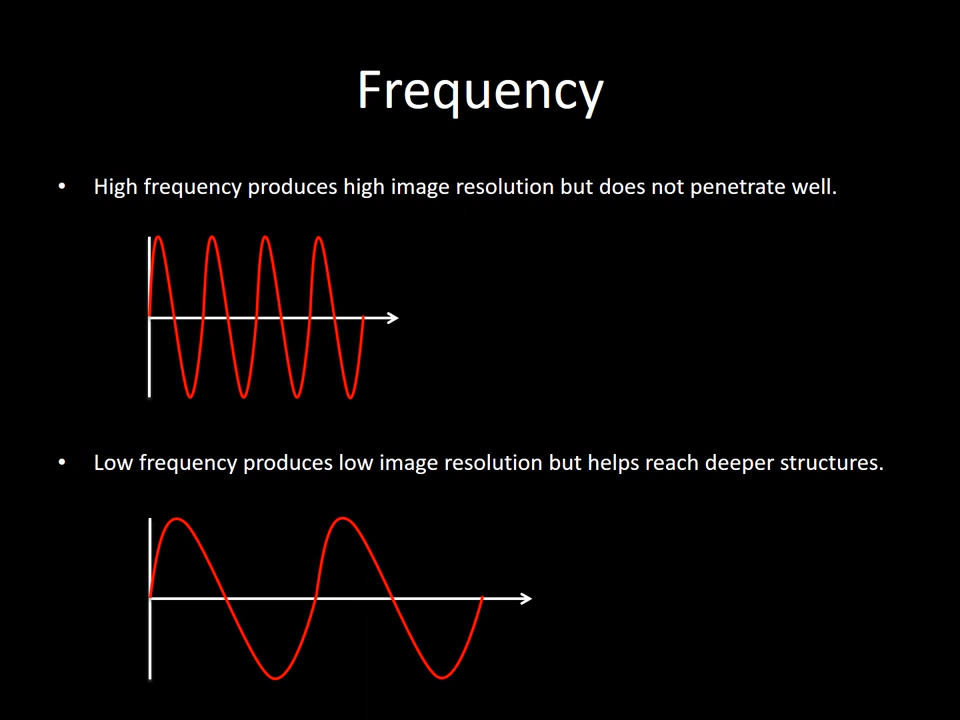 Frequency
• High frequency produces high image resolution but does not penetrate well.
• Low frequency produces low image resolution but helps reach deeper structures.